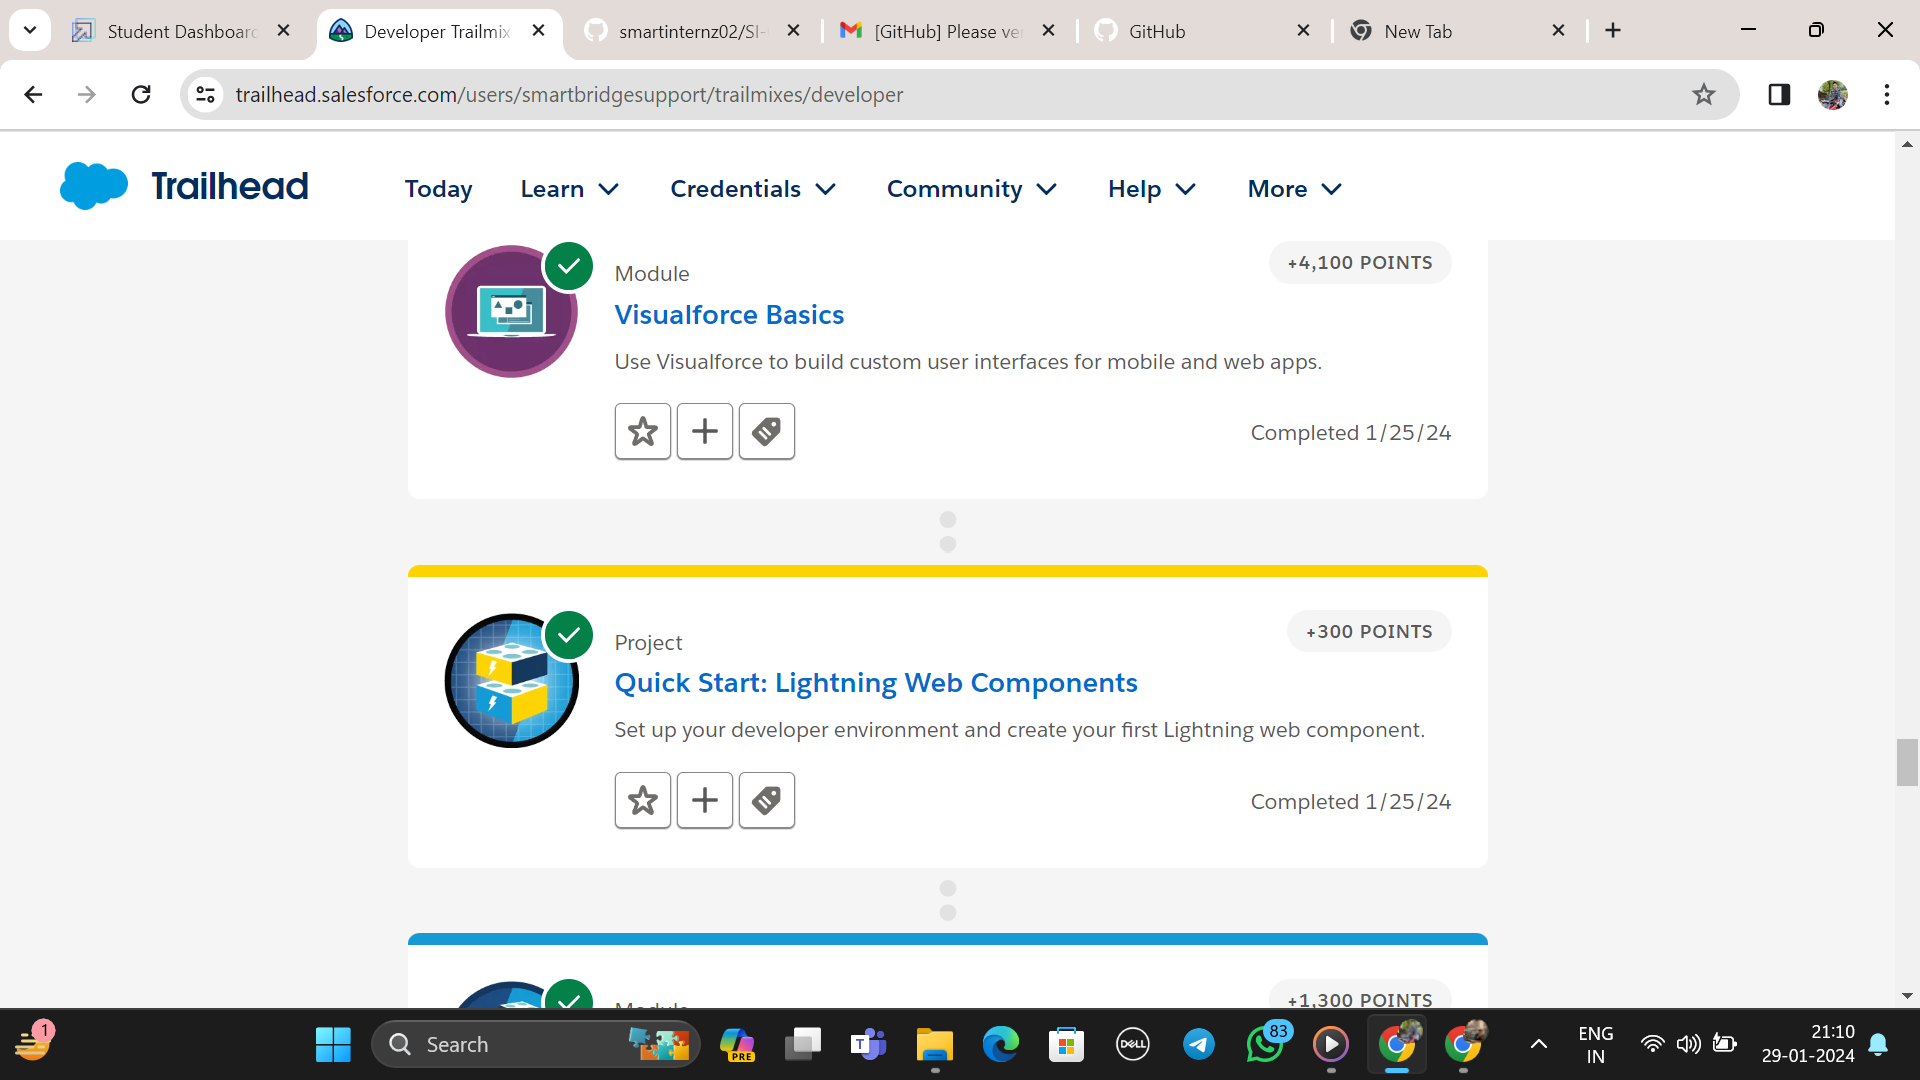 Student Dashboard
Developer Trailmix
smartinternz02/SI-
[GitHub] Please ve
GitHub
New Tab
trailhead.salesforce.com/users/smartbridgesupport/trailmixes/developer
Trailhead
Today
Learn
Credentials
Community
Help
More
+4,100 POINTS
Module
Visualforce Basics
Use Visualforce to build custom user interfaces for mobile and web apps.
Completed 1/25/24
+300 POINTS
Project
Quick Start: Lightning Web Components
Set up your developer environment and create your first Lightning web component.
Completed 1/25/24
+1,300 POINTS
Module
1
Search
PRE
T
DELL
83
ENG
IN
21:10
29-01-2024